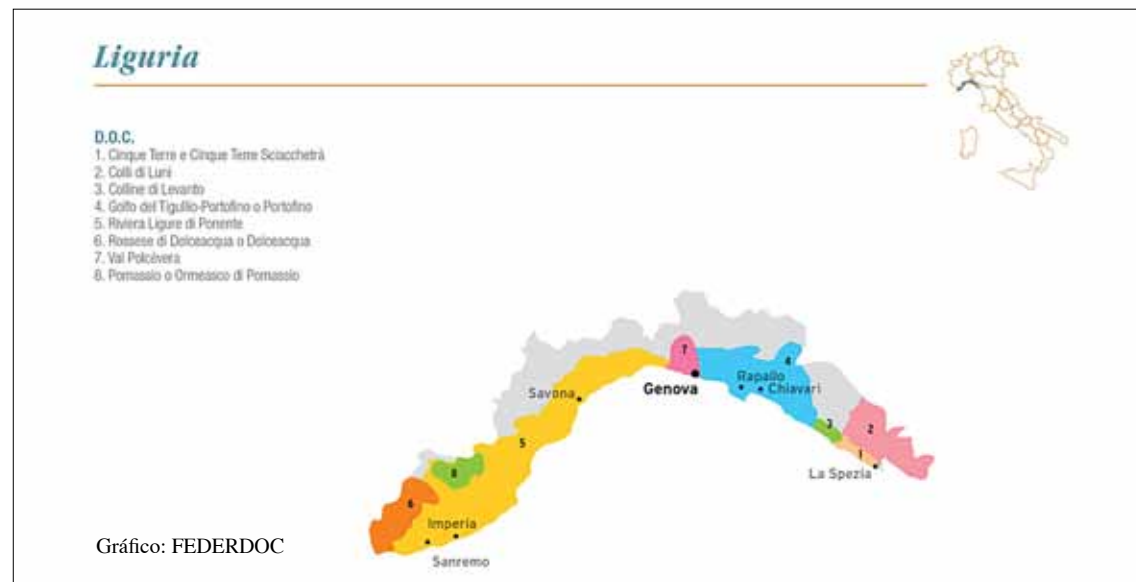 Liguria
D.O.C.
1. Cinque Terre e Cinque Terre Sciacchetrà
2. Colli di Luni
3. Colline di Levanto
4. Golfo del Tigullio-Portofino o Portofino
5. Riviera Ligure di Ponente
6. Rossese di Dolceacqua o Dolceacqua
7. Val Polcèvera
8. Pornassio o Ormeasco di Pornassio
7
4
Rapallo
Genova
Chiavari
Savona
3
2
5
1
La Spezia
8
6
Imperia
Gráfico: FEDERDOC
Sanremo